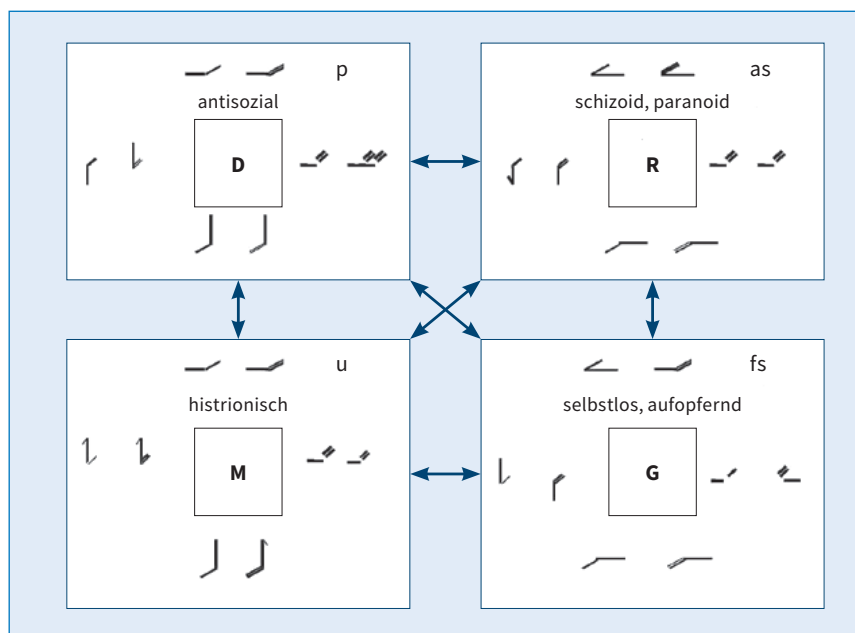 p
antisozial
D
as
schizoid, paranoid
R
u
histrionisch
M
fs
selbstlos, aufopfernd
G